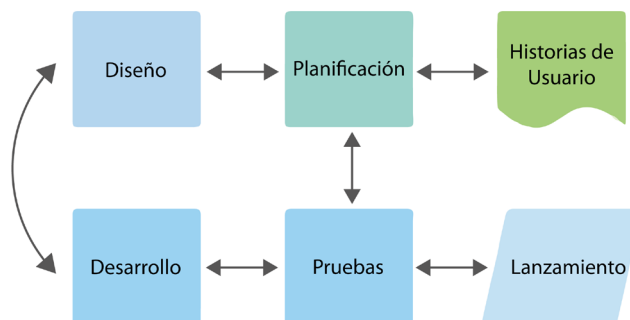 Diseño
Planificación
Historias de
Usuario
Desarrollo
Pruebas
Lanzamiento